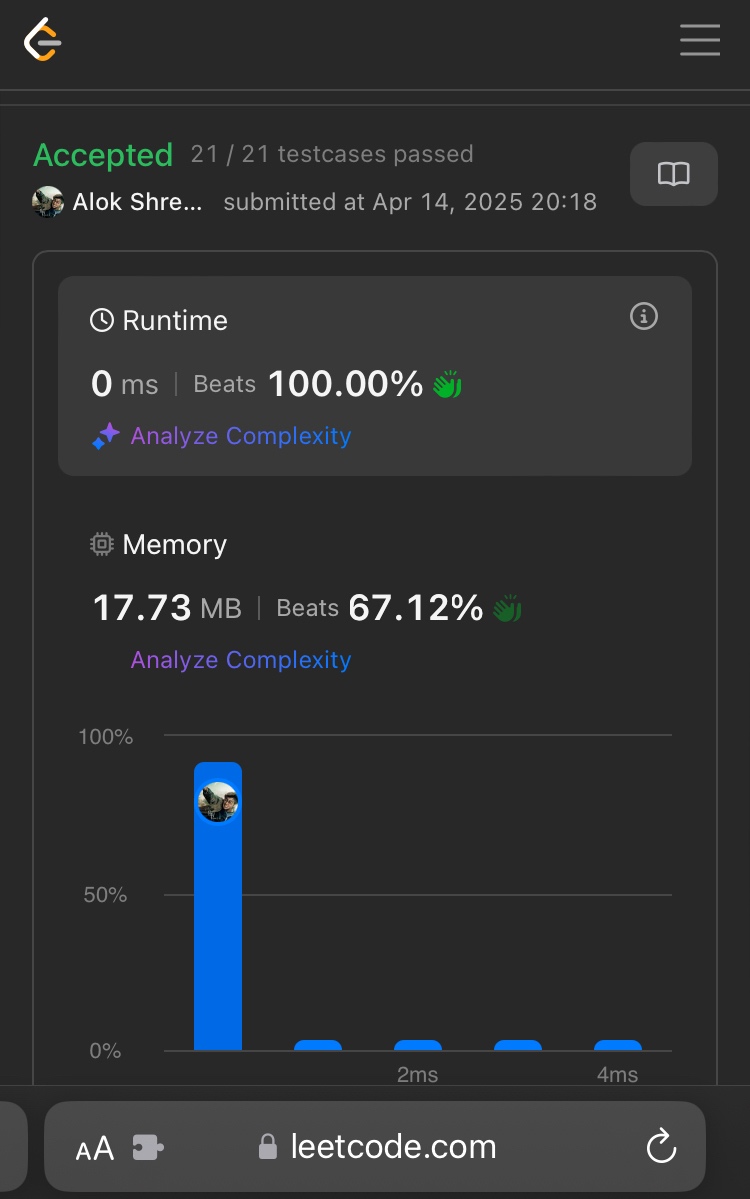 Accepted 21 / 21 testcases passed
Alok Shre... submitted at Apr 14, 2025 20:18
Runtime
0 ms | Beats 100.00%
Analyze Complexity
Memory
17.73 MB | Beats 67.12%
Analyze Complexity
100%
50%
0%
2ms 4ms
AA leetcode.com